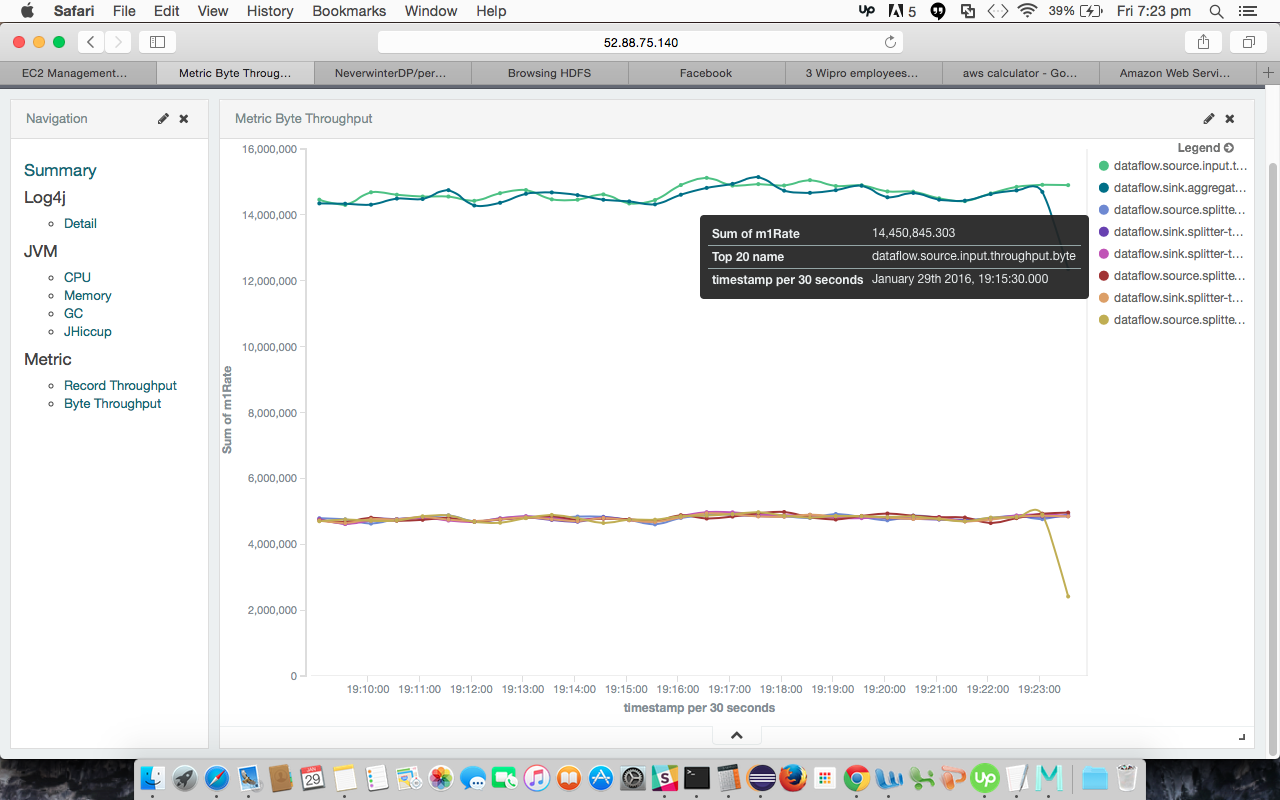 Safari File Edit View History Bookmarks Window Help UP 5 39% Fri 7:23 pm
52.88.75.140
EC2 Management… Metric Byte Throug… NeverwinterDP/per… Browsing HDFS Facebook 3 Wipro employees… aws calculator - Go… Amazon Web Servi…
Navigation
Summary
Log4j
Detail
JVM
CPU
Memory
GC
JHiccup
Metric
Record Throughput
Byte Throughput
Metric Byte Throughput
Legend
dataflow.source.input.t…
dataflow.sink.aggregat…
dataflow.source.splitte…
dataflow.sink.splitter-t…
dataflow.sink.splitter-t…
dataflow.source.splitte…
dataflow.sink.splitter-t…
dataflow.source.splitte…
16,000,000
14,000,000
12,000,000
10,000,000
8,000,000
6,000,000
4,000,000
2,000,000
0
Sum of m1Rate
Sum of m1Rate 14,450,845.303
Top 20 name dataflow.source.input.throughput.byte
timestamp per 30 seconds January 29th 2016, 19:15:30.000
19:10:00 19:11:00 19:12:00 19:13:00 19:14:00 19:15:00 19:16:00 19:17:00 19:18:00 19:19:00 19:20:00 19:21:00 19:22:00 19:23:00
timestamp per 30 seconds
JAN
29
Up